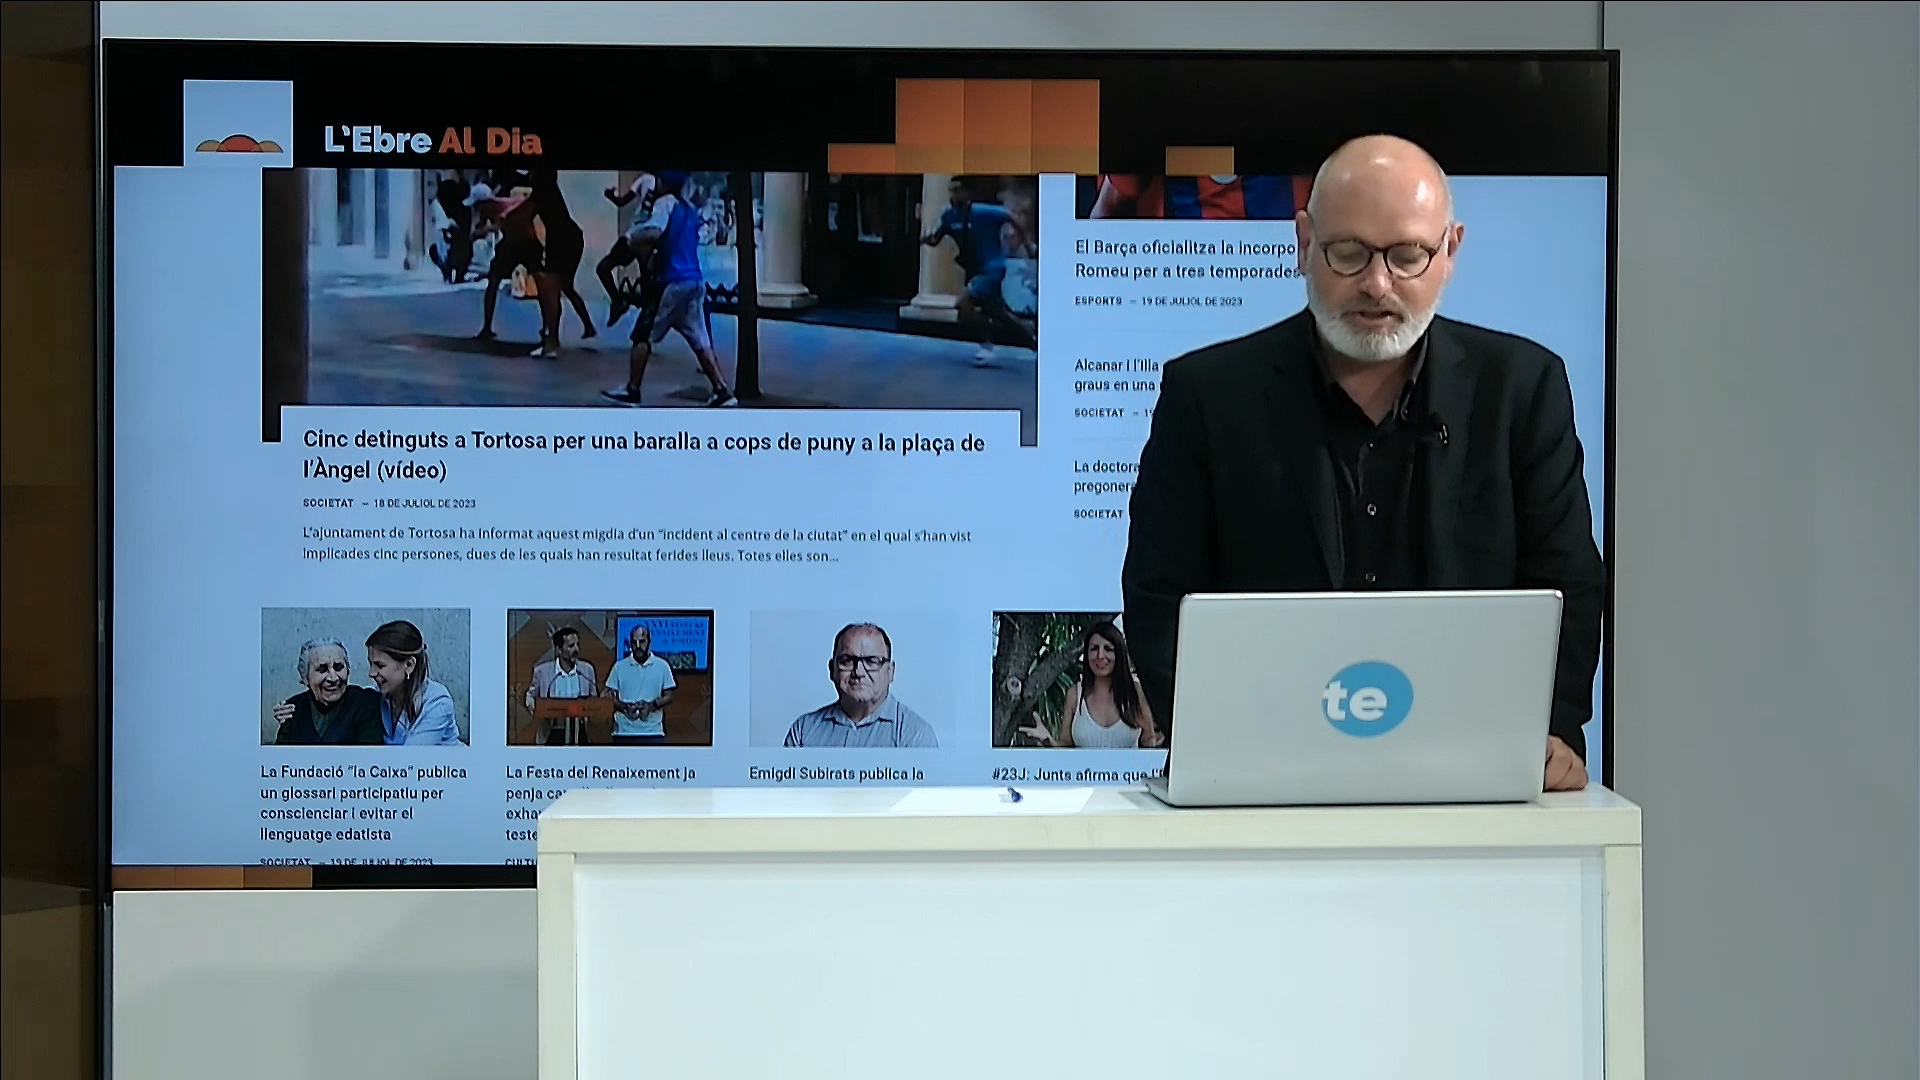 L'Ebre Al Dia
Cinc detinguts a Tortosa per una baralla a cops de puny a la plaça de
l'Àngel (vídeo)
SOCIETAT – 18 DE JULIOL DE 2023
L'ajuntament de Tortosa ha informat aquest migdia d'un "incident al centre de la ciutat" en el qual s'han vist
implicades cinc persones, dues de les quals han resultat ferides lleus. Totes elles son...
El Barça oficialitza la incorpo
Romeu per a tres temporades
ESPORTS – 19 DE JULIOL DE 2023
Alcanar i l'Illa
graus en una
SOCIETAT – 19
La doctora
pregonera
SOCIETAT
La Fundació "la Caixa" publica
un glossari participatiu per
conscienciar i evitar el
llenguatge edatista
SOCIETAT – 19 DE JULIOL DE 2023
La Festa del Renaixement ja
penja
exha
teste
CULTU
Emigdi Subirats publica la
#23J: Junts afirma que
te